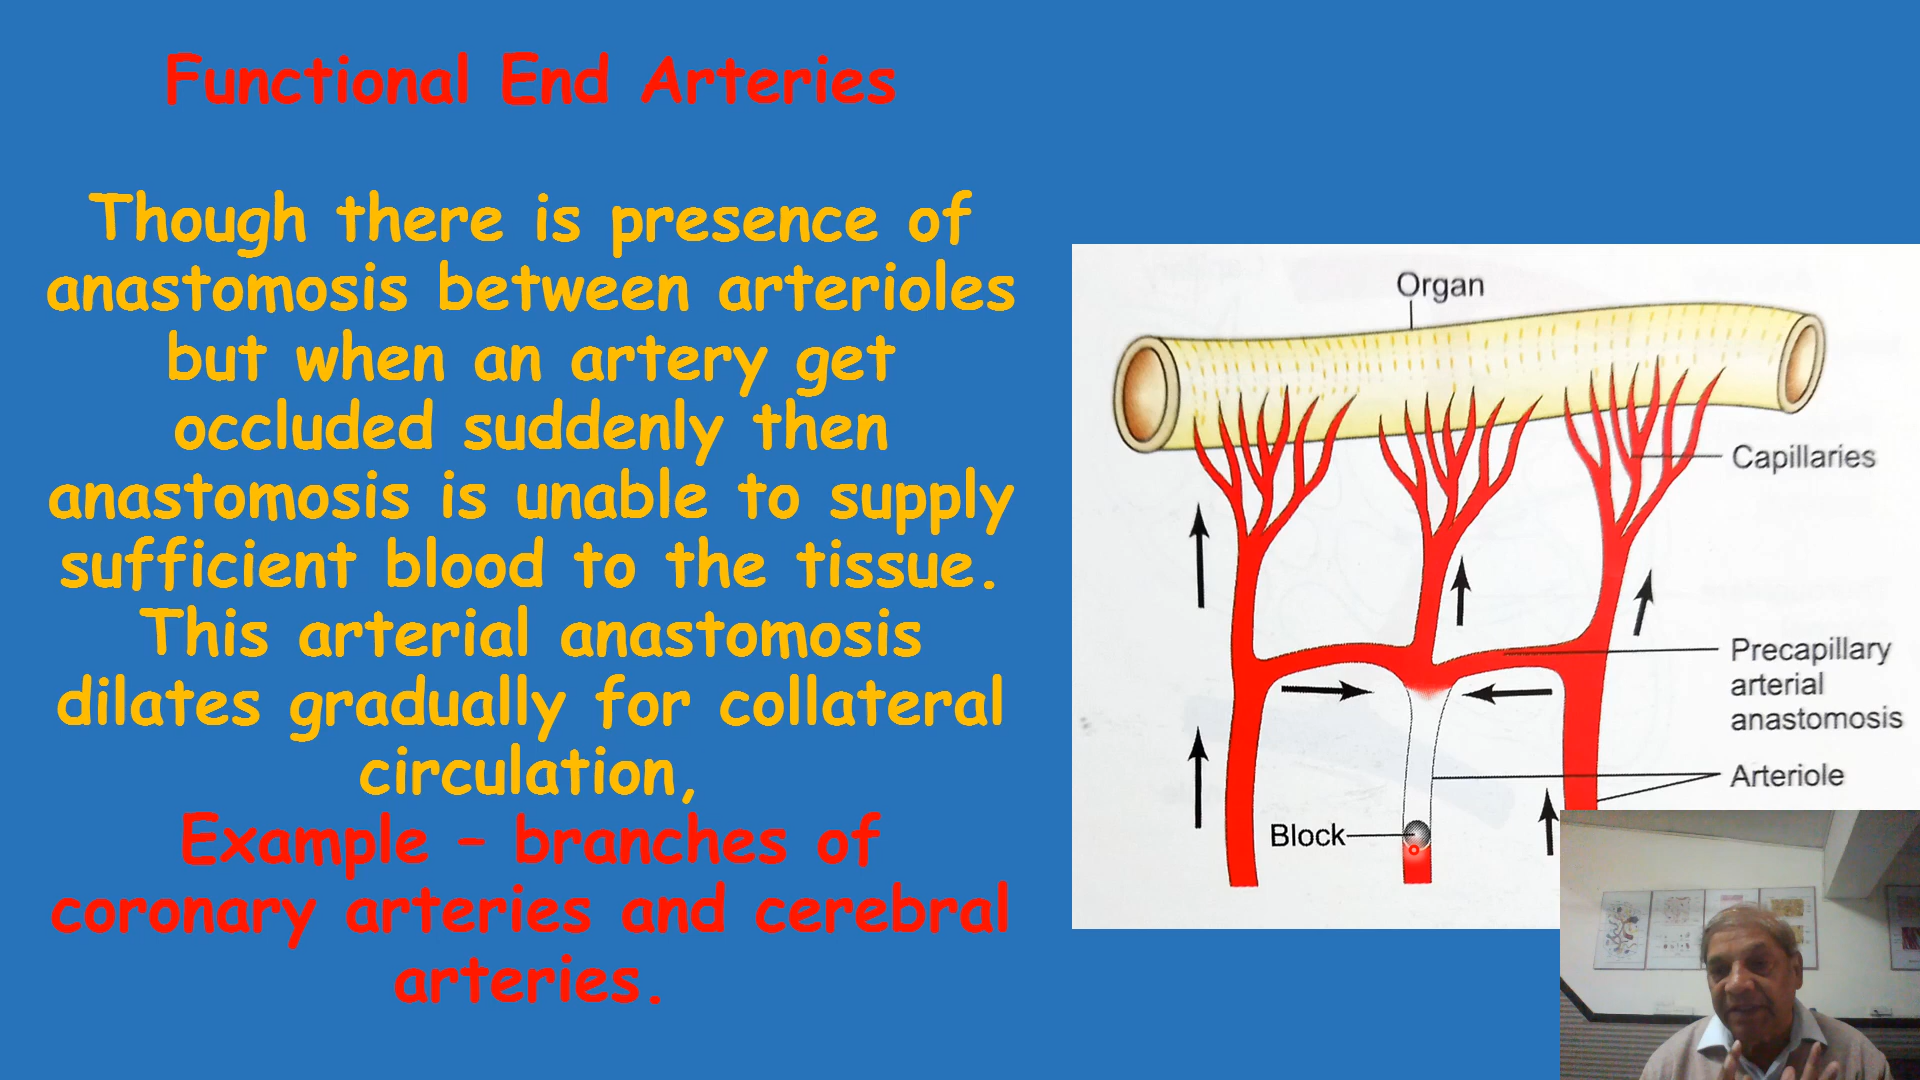 Functional End Arteries
Though there is presence of
anastomosis between arterioles
but when an artery get
occluded suddenly then
anastomosis is unable to supply
sufficient blood to the tissue.
This arterial anastomosis
dilates gradually for collateral
circulation,
Example – branches of
coronary arteries and cerebral
arteries.
Organ
Capillaries
Precapillary
arterial
anastomosis
Arteriole
Block